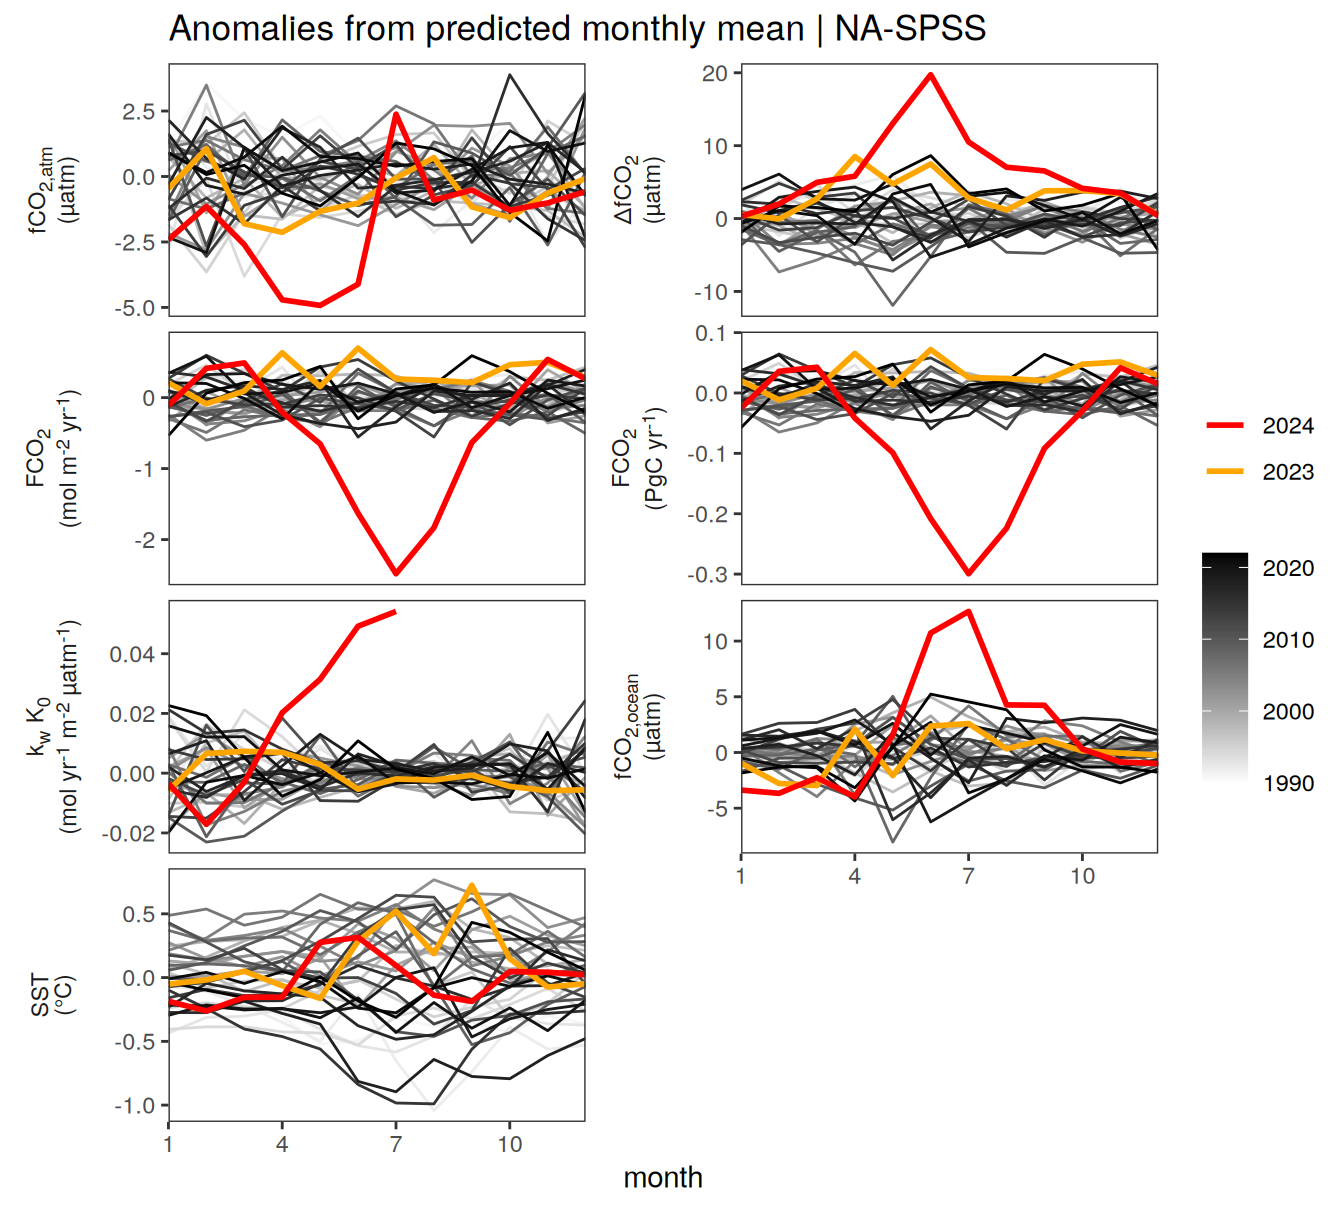 Anomalies from predicted monthly mean | NA-SPSS
fCO2,atm
(µatm)
2.5
0.0
-2.5
-5.0
ΔfCO2
(µatm)
20
10
0
-10
FCO2
(mol m-2 yr-1)
0
-1
-2
FCO2
(PgC yr-1)
0.1
0.0
-0.1
-0.2
-0.3
kw K0
(mol yr-1 m-2 µatm-1)
0.04
0.02
0.00
-0.02
fCO2,ocean
(µatm)
10
5
0
-5
1 4 7 10
SST
(°C)
0.5
0.0
-0.5
-1.0
1 4 7 10
month
2024
2023
2020
2010
2000
1990